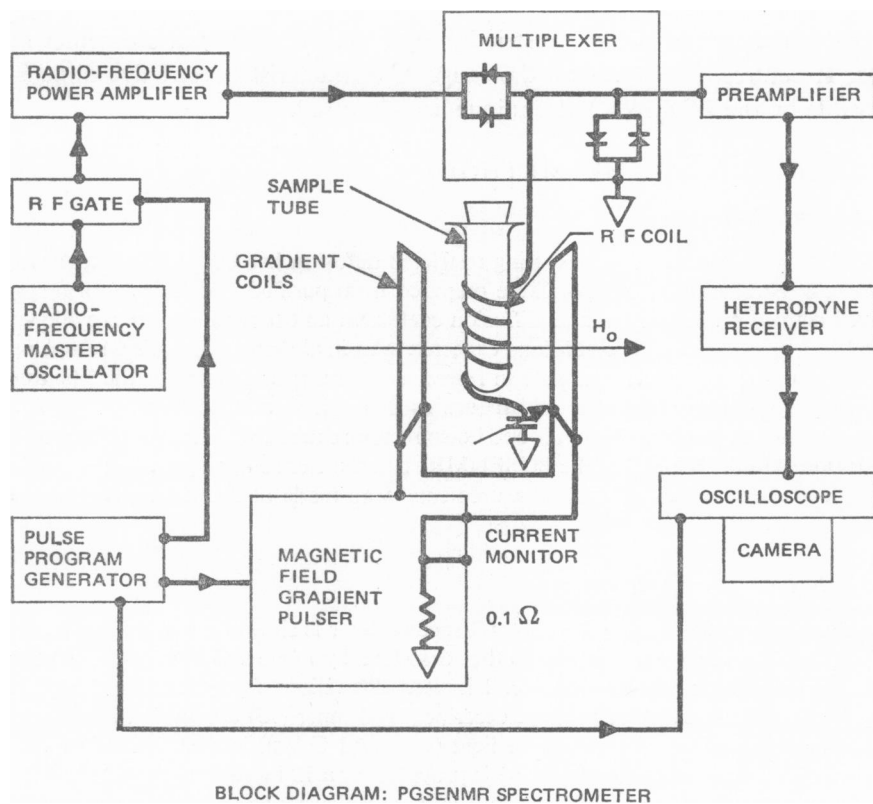 MULTIPLEXER
RADIO-FREQUENCY
POWER AMPLIFIER
PREAMPLIFIER
R F GATE
SAMPLE
TUBE
R F COIL
GRADIENT
COILS
RADIO-
FREQUENCY
MASTER
OSCILLATOR
Ho
HETERODYNE
RECEIVER
OSCILLOSCOPE
CAMERA
PULSE
PROGRAM
GENERATOR
MAGNETIC
FIELD
GRADIENT
PULSER
CURRENT
MONITOR
0.1 Ω
BLOCK DIAGRAM: PGSENMR SPECTROMETER